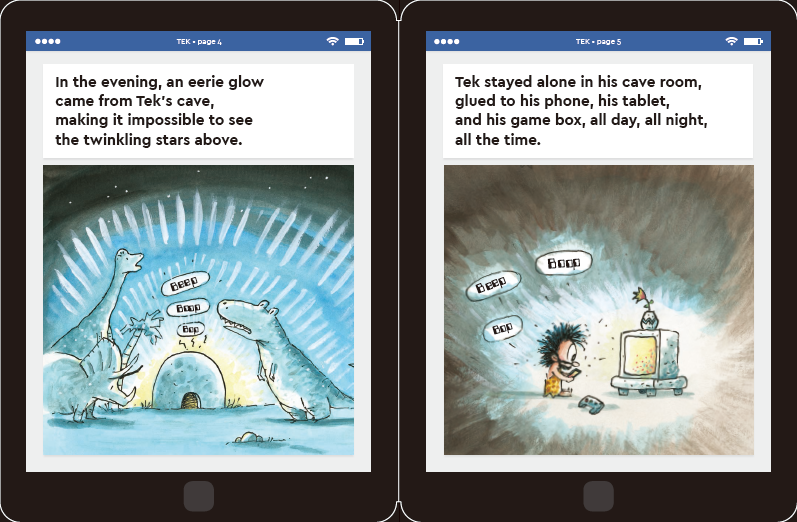 TEK • page 4
In the evening, an eerie glow
came from Tek's cave,
making it impossible to see
the twinkling stars above.
Beep
Boop
Bop
TEK • page 5
Tek stayed alone in his cave room,
glued to his phone, his tablet,
and his game box, all day, all night,
all the time.
Boop
Beep
Bop